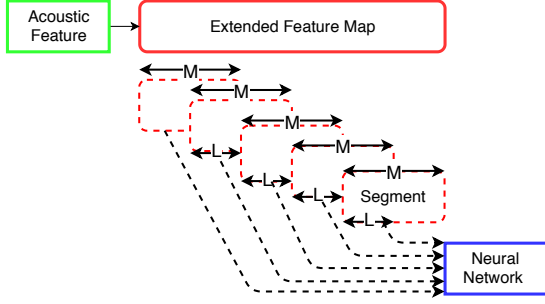 Acoustic
Feature
Extended Feature Map
M
M
M
L
M
L
M
L
Segment
L
Neural
Network